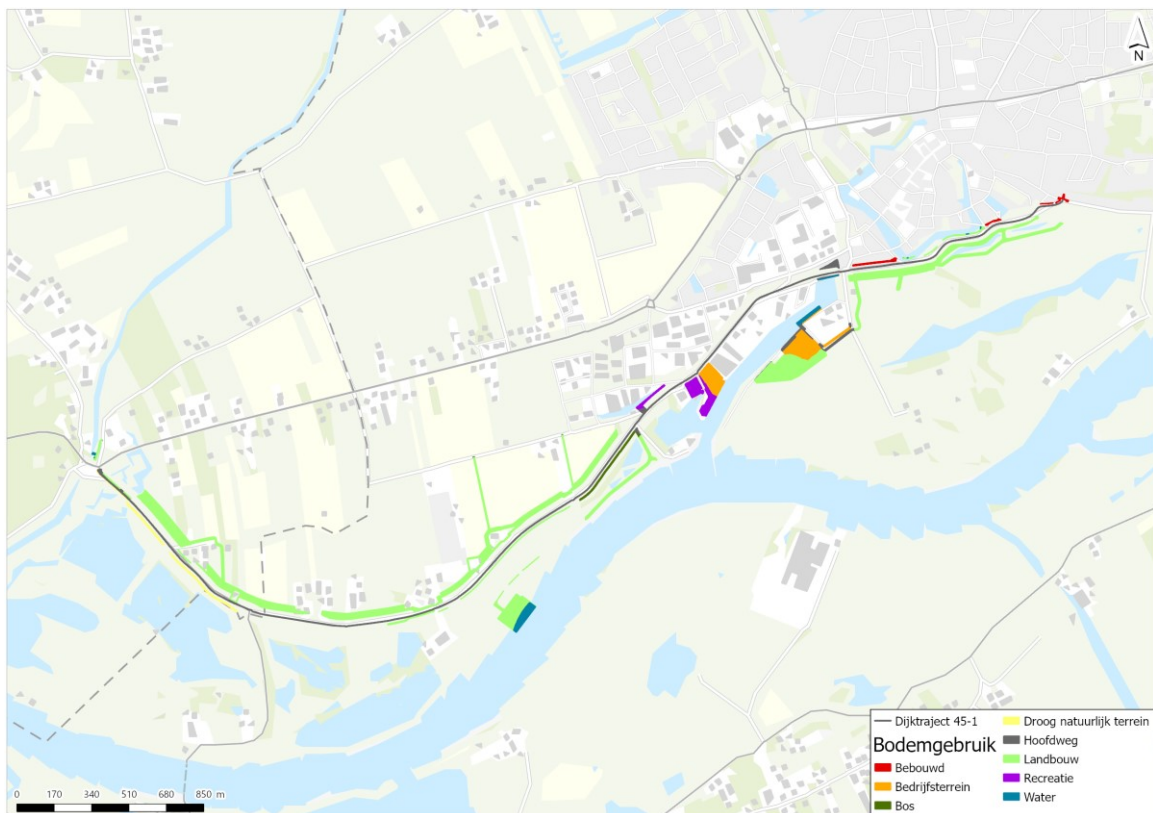 N
Dijktraject 45-1
Bodemgebruik
Bebouwd
Bedrijfsterrein
Bos
Droog natuurlijk terrein
Hoofdweg
Landbouw
Recreatie
Water
0 170 340 510 680 850 m